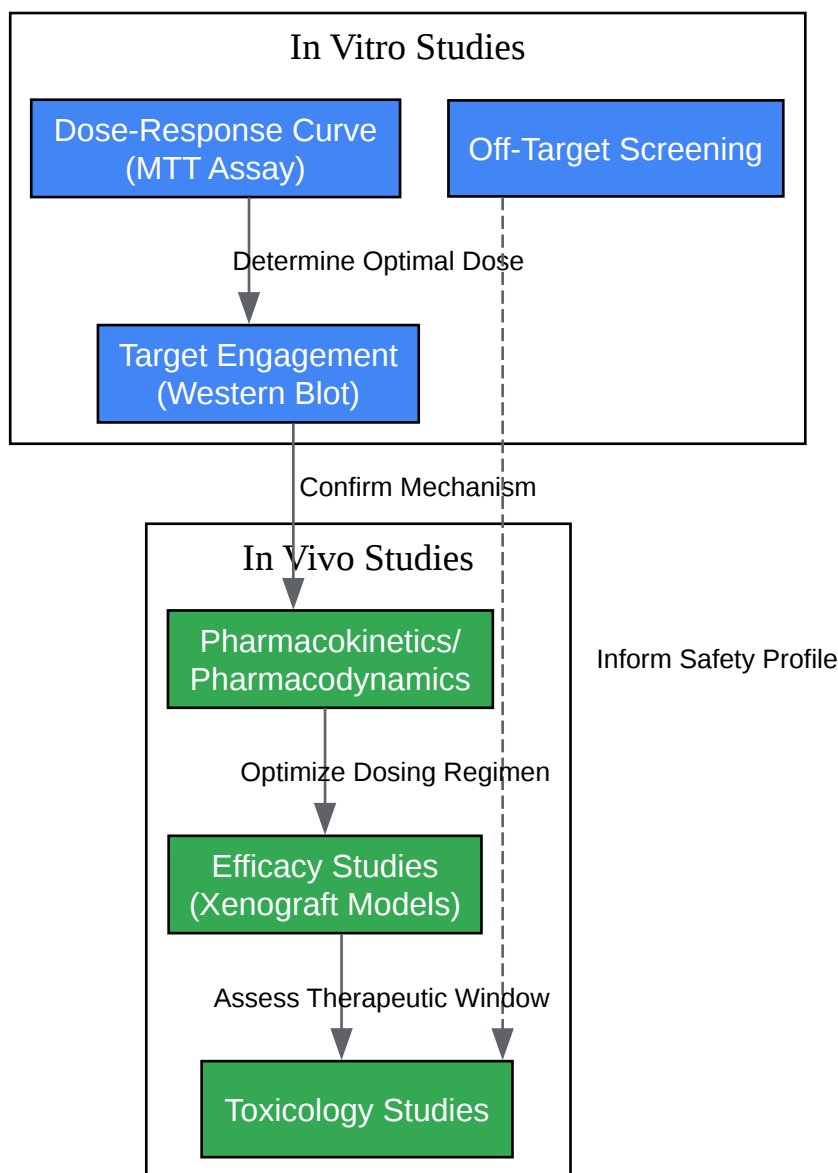 In Vitro Studies
Dose-Response Curve
(MTT Assay)
Off-Target Screening
Determine Optimal Dose
Target Engagement
(Western Blot)
Confirm Mechanism
In Vivo Studies
Pharmacokinetics/
Pharmacodynamics
Inform Safety Profile
Optimize Dosing Regimen
Efficacy Studies
(Xenograft Models)
Assess Therapeutic Window
Toxicology Studies